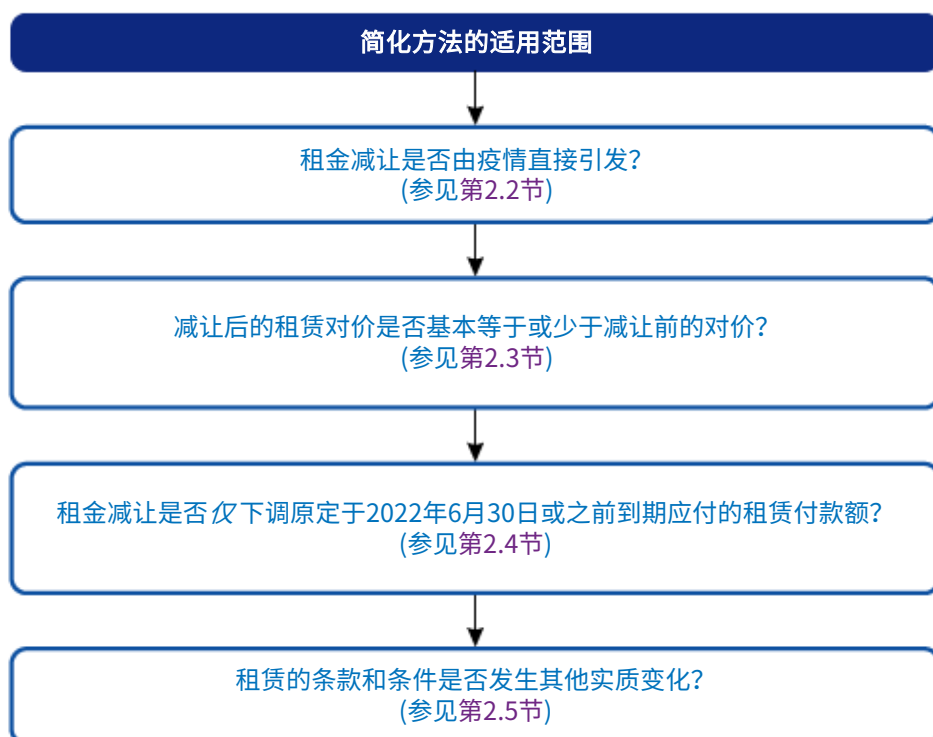 简化方法的适用范围
租金减让是否由疫情直接引发？
(参见第2.2节)
减让后的租赁对价是否基本等于或少于减让前的对价？
(参见第2.3节)
租金减让是否仅下调原定于2022年6月30日或之前到期应付的租赁付款额？
(参见第2.4节)
租赁的条款和条件是否发生其他实质变化？
(参见第2.5节)